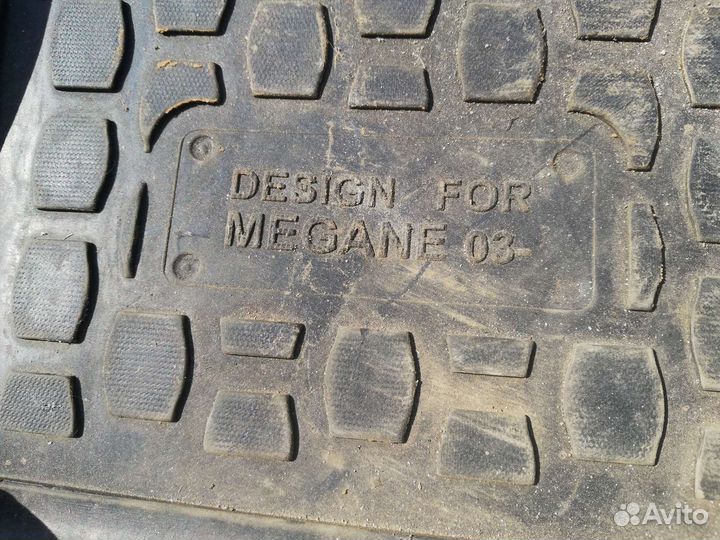 DESIGN FOR
MEGANE 03-
Avito